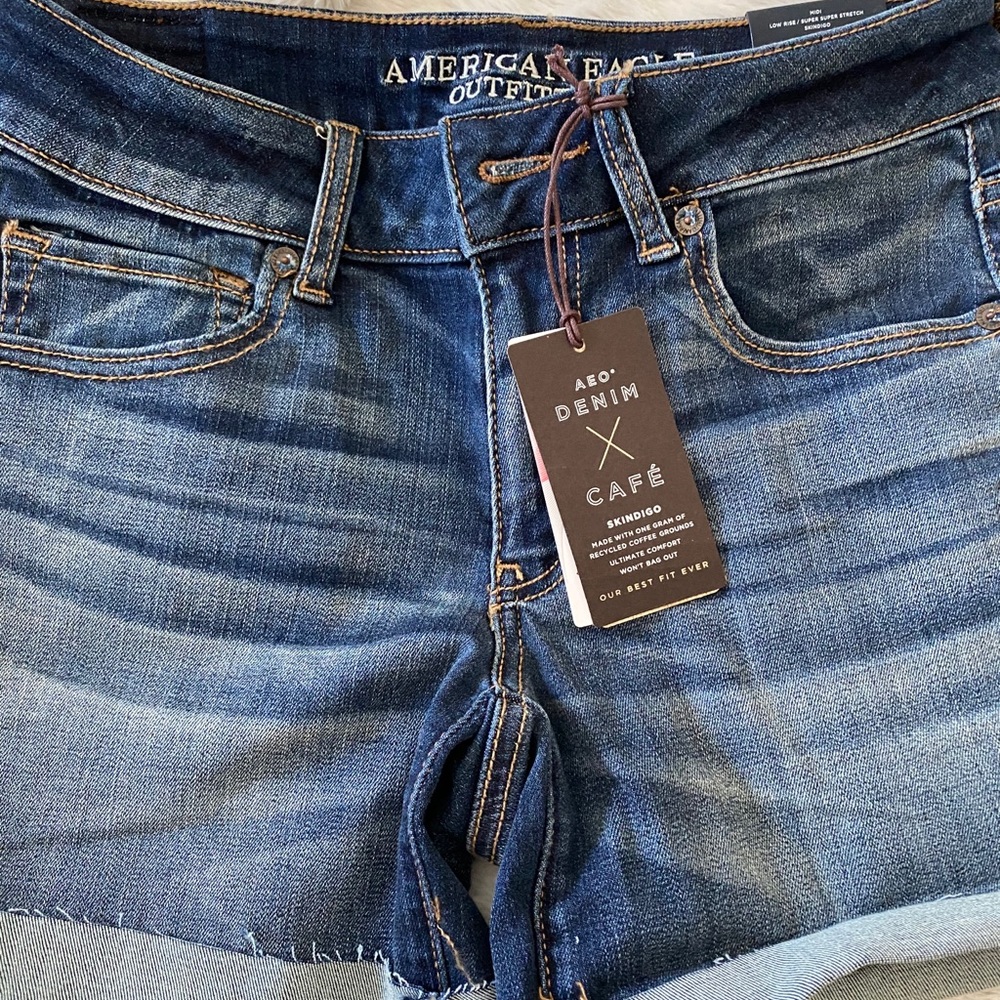 MIDI
LOW RISE / SUPER SUPER STRETCH
SKINDIGO
AMERICAN EAGLE
OUTFITT
AEO®
DENIM
X
CAFÉ
SKINDIGO
MADE WITH ONE GRAM OF
RECYCLED COFFEE GROUNDS
ULTIMATE COMFORT
WON'T BAG OUT
OUR BEST FIT EVER